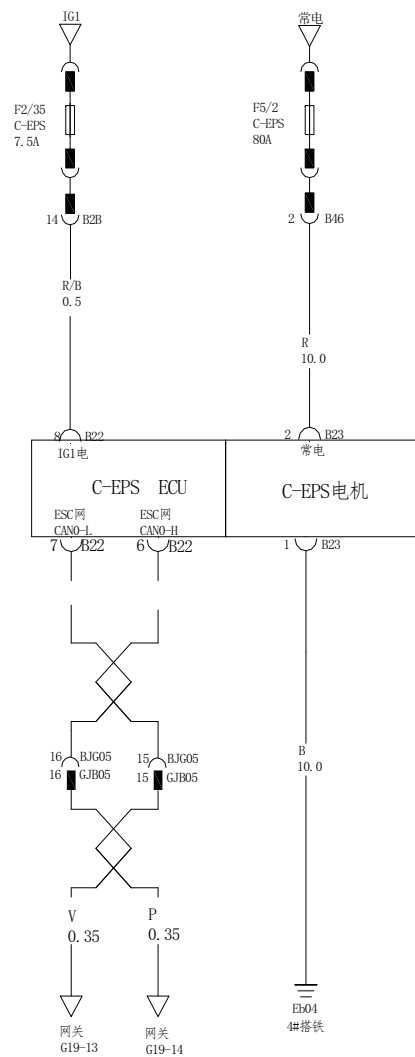 IG1
常电
F2/35
C-EPS
7.5A
F5/2
C-EPS
80A
14 B2B
2 B46
R/B
0.5
R
10.0
8 B22
2 B23
IG1电
常电
C-EPS ECU
C-EPS电机
ESC网
CANO-L
ESC网
CANO-H
7 B22
6 B22
1 B23
16 BJG05
16 GJB05
15 BJG05
15 GJB05
B
10.0
V
0.35
P
0.35
网关
G19-13
网关
G19-14
Eb04
4#搭铁